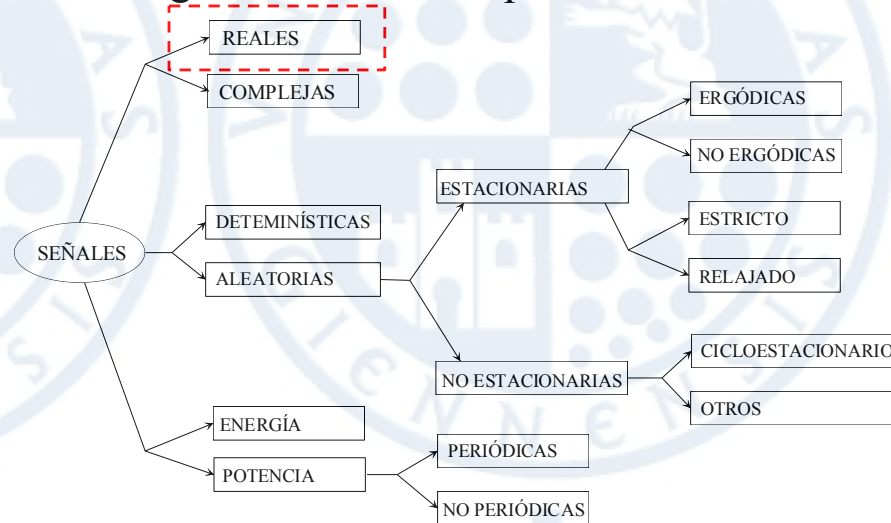 REALES
COMPLEJAS
ERGÓDICAS
NO ERGÓDICAS
ESTACIONARIAS
ESTRICTO
DETEMINÍSTICAS
SEÑALES
ALEATORIAS
RELAJADO
CICLOESTACIONARIO
NO ESTACIONARIAS
OTROS
ENERGÍA
PERIÓDICAS
POTENCIA
NO PERIÓDICAS